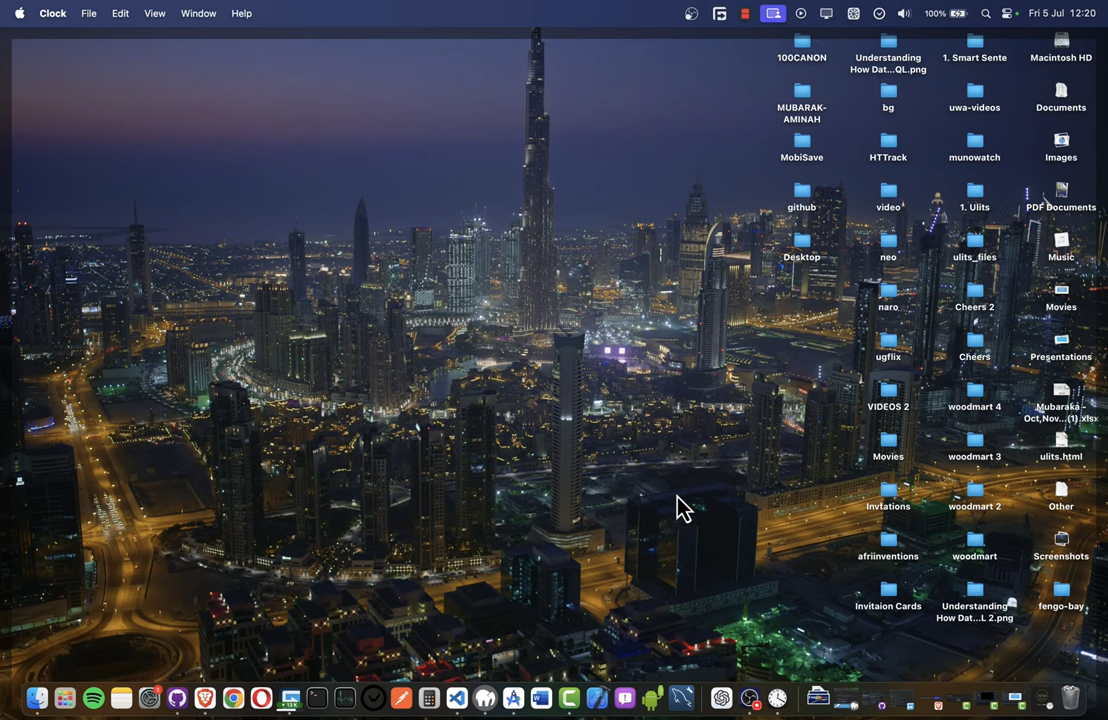 Clock File Edit View Window Help 100% Fri 5 Jul 12:20
100CANON
Understanding
How Dat...QL.png
1. Smart Sente
Macintosh HD
MUBARAK-
AMINAH
bg
uwa-videos
Documents
MobiSave
HTTrack
munowatch
Images
github
video
1. Ulits
PDF Documents
Desktop
neo
ulits_files
Music
naro
Cheers 2
Movies
ugflix
Cheers
Presentations
VIDEOS 2
woodmart 4
Mubaraka -
Oct,Nov...(1).xlsx
Movies
woodmart 3
ulits.html
Invtations
woodmart 2
Other
afriinventions
woodmart
Screenshots
Invitaion Cards
Understanding
How Dat...L 2.png
fengo-bay